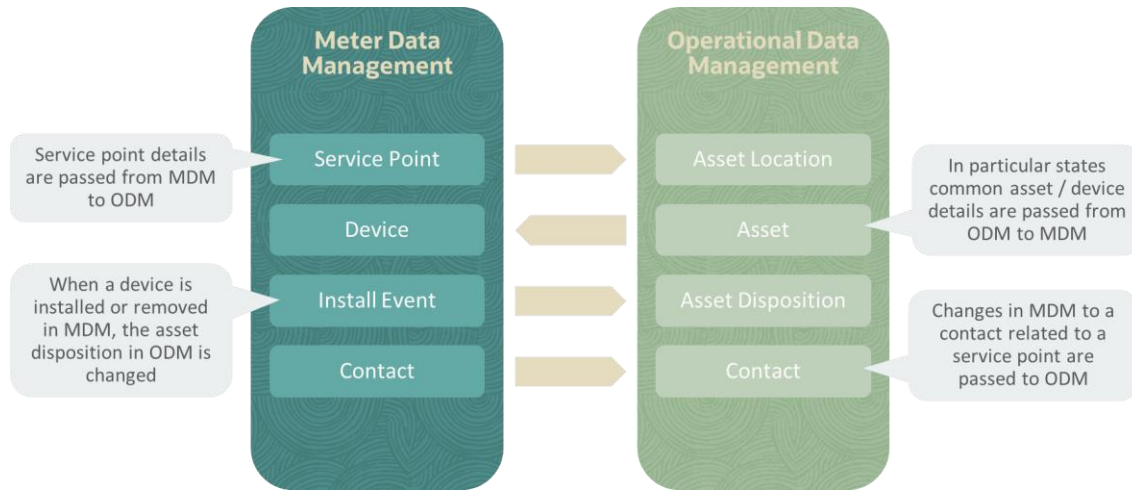 Meter Data
Management
Operational Data
Management
Service point details
are passed from MDM
to ODM
Service Point
Asset Location
In particular states
common asset / device
details are passed from
ODM to MDM
Device
Asset
When a device is
installed or removed
in MDM, the asset
disposition in ODM is
changed
Install Event
Asset Disposition
Changes in MDM to a
contact related to a
service point are
passed to ODM
Contact
Contact